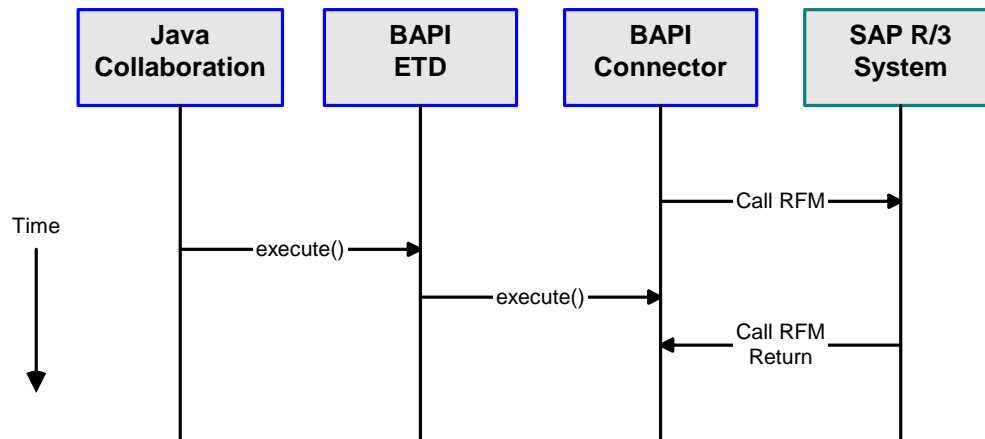 Java
Collaboration
BAPI
ETD
BAPI
Connector
SAP R/3
System
Call RFM
Time
execute()
execute()
Call RFM
Return